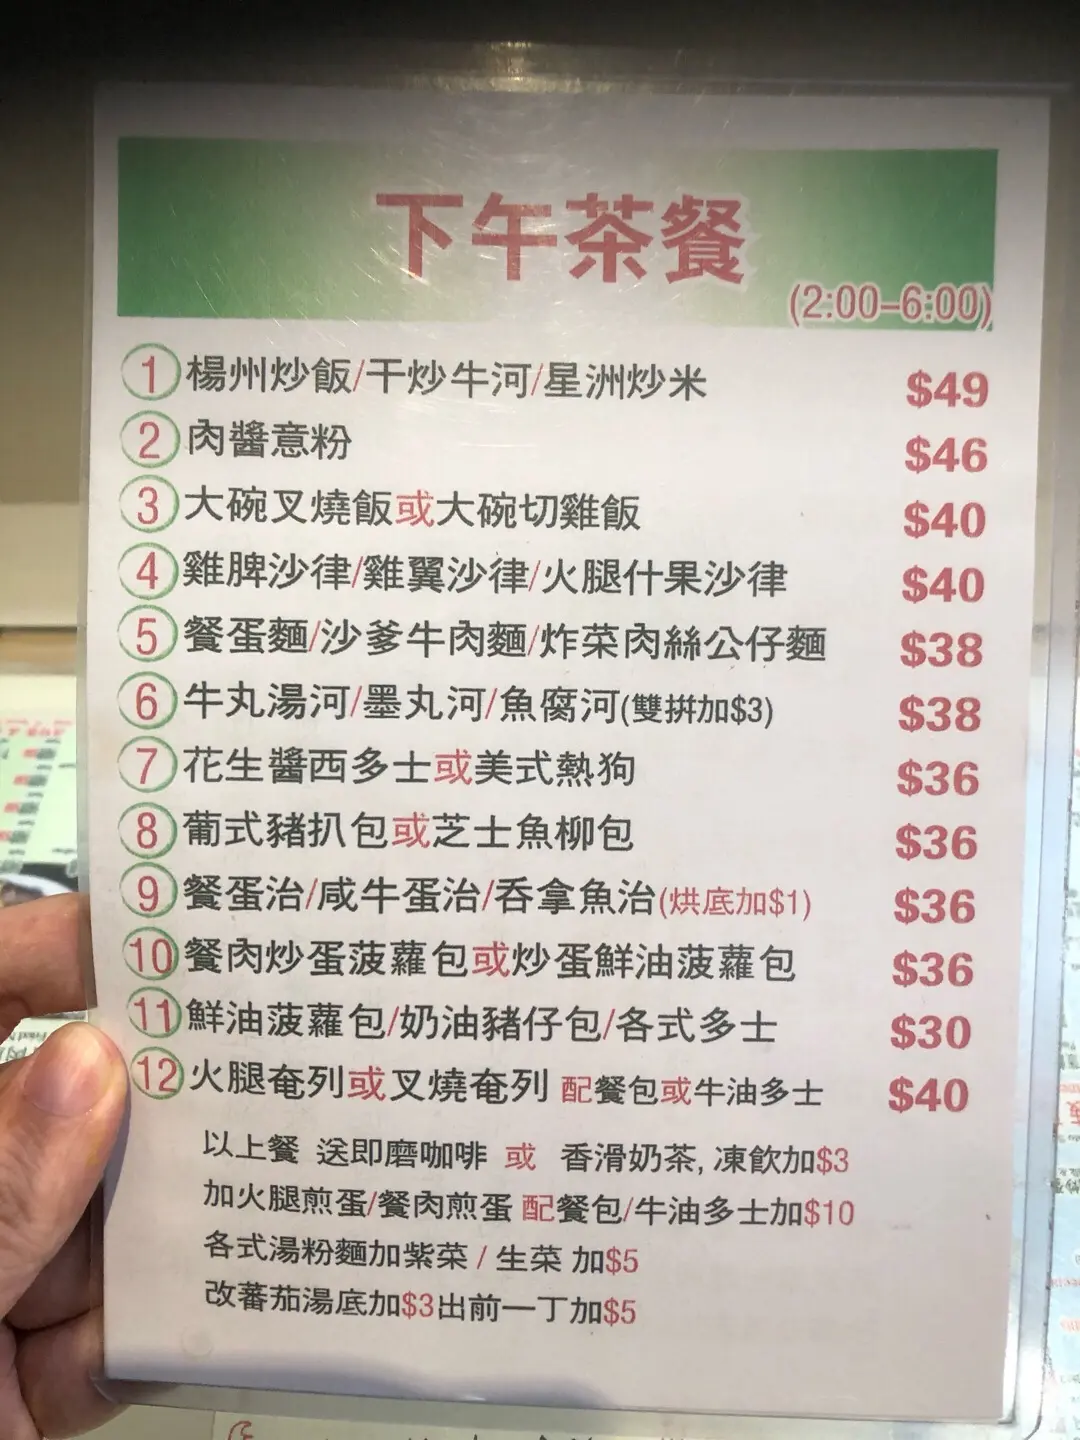 下午茶餐
(2:00–6:00)
1 楊州炒飯/干炒牛河/星洲炒米 $49
2 肉醬意粉 $46
3 大碗叉燒飯或大碗切雞飯 $40
4 雞脾沙律/雞翼沙律/火腿什果沙律 $40
5 餐蛋麵/沙爹牛肉麵/炸菜肉絲公仔麵 $38
6 牛丸湯河/墨丸河/魚腐河(雙拼加$3) $38
7 花生醬西多士或美式熱狗 $36
8 葡式豬扒包或芝士魚柳包 $36
9 餐蛋治/咸牛蛋治/吞拿魚治(烘底加$1) $36
10 餐肉炒蛋菠蘿包或炒蛋鮮油菠蘿包 $36
11 鮮油菠蘿包/奶油豬仔包/各式多士 $30
12 火腿奄列或叉燒奄列 配餐包或牛油多士 $40
以上餐 送即磨咖啡 或 香滑奶茶, 凍飲加$3
加火腿煎蛋/餐肉煎蛋 配餐包/牛油多士加$10
各式湯粉麵加紫菜 / 生菜 加$5
改蕃茄湯底加$3出前一丁加$5